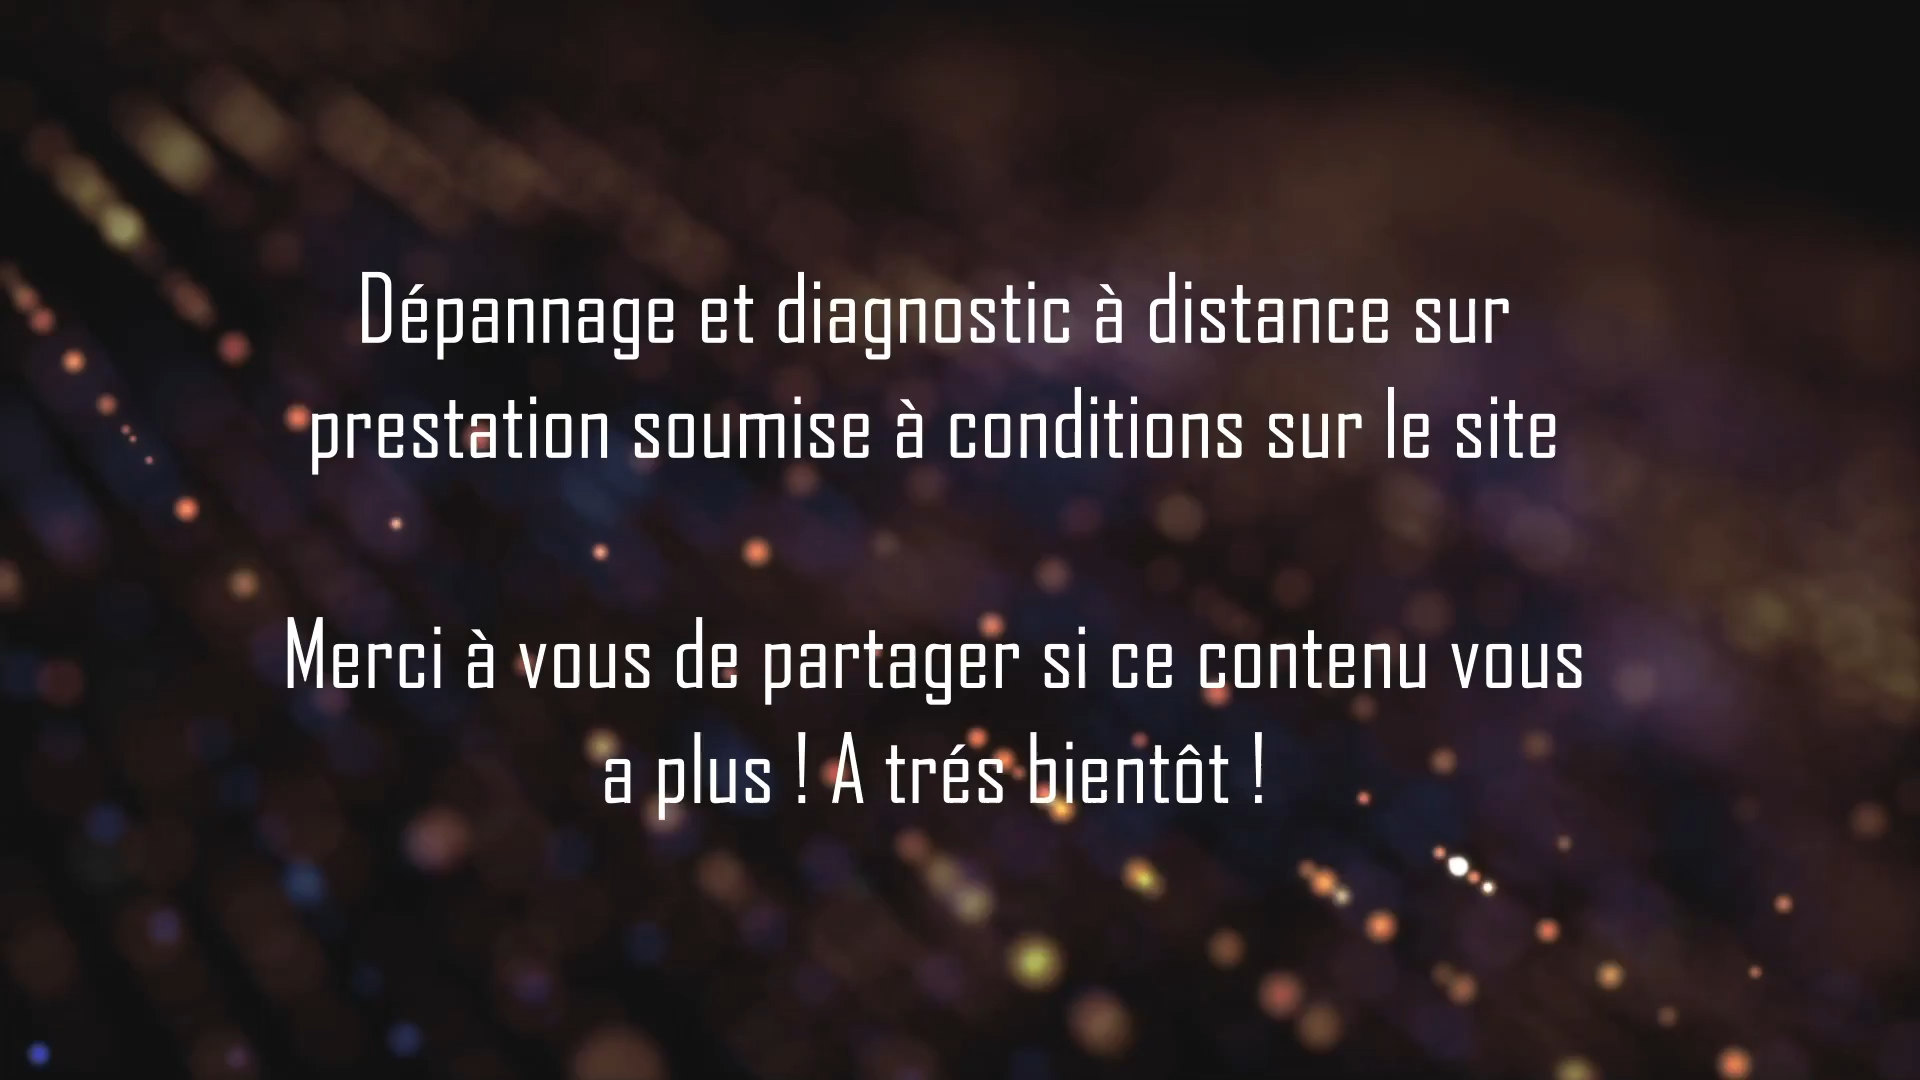 Dépannage et diagnostic à distance sur
prestation soumise à conditions sur le site
Merci à vous de partager si ce contenu vous
a plus ! A trés bientôt !